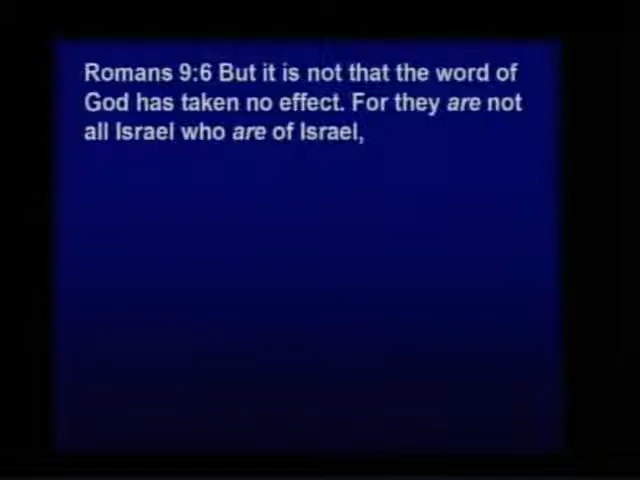 Romans 9:6 But it is not that the word of
God has taken no effect. For they are not
all Israel who are of Israel,